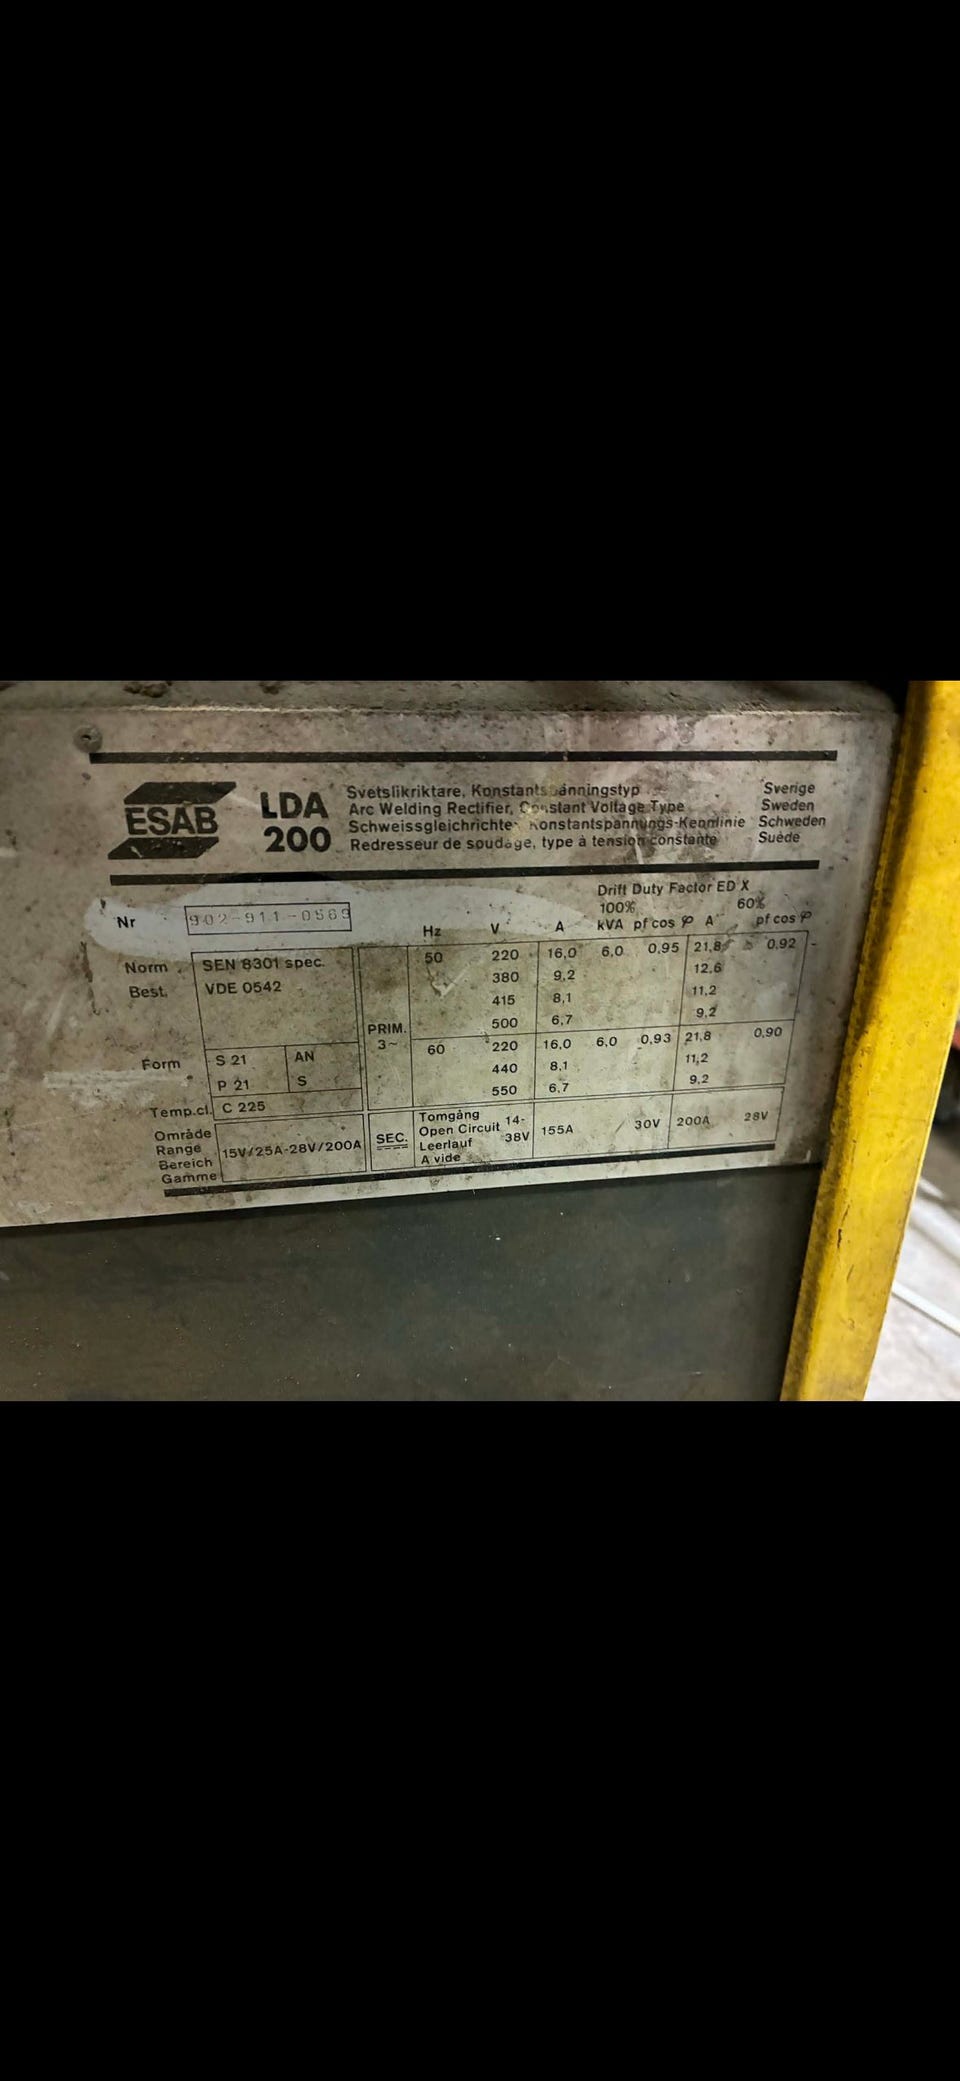 ESAB
LDA
200
Svetslikriktare, Konstantspänningstyp
Arc Welding Rectifier, Constant Voltage Type
Schweissgleichrichter Konstantspannungs-Kennlinie
Redresseur de soudage, type à tension constante
Sverige
Sweden
Schweden
Suède
Drift Duty Factor ED X
100% 60%
Nr 902-911-0569
Hz V A kVA pf cos φ A pf cos φ
Norm SEN 8301 spec.
Best. VDE 0542
PRIM.
3~
50 220 16,0 6,0 0,95 21,8 0,92
380 9,2 12,6
415 8,1 11,2
500 6,7 9,2
60 220 16,0 6,0 0,93 21,8 0,90
440 8,1 11,2
550 6,7 9,2
Form S 21 AN
P 21 S
Temp.cl. C 225
Område
Range
Bereich
Gamme
15V/25A-28V/200A
SEC.
Tomgång
Open Circuit
Leerlauf
A vide
14-
38V
155A 30V 200A 28V